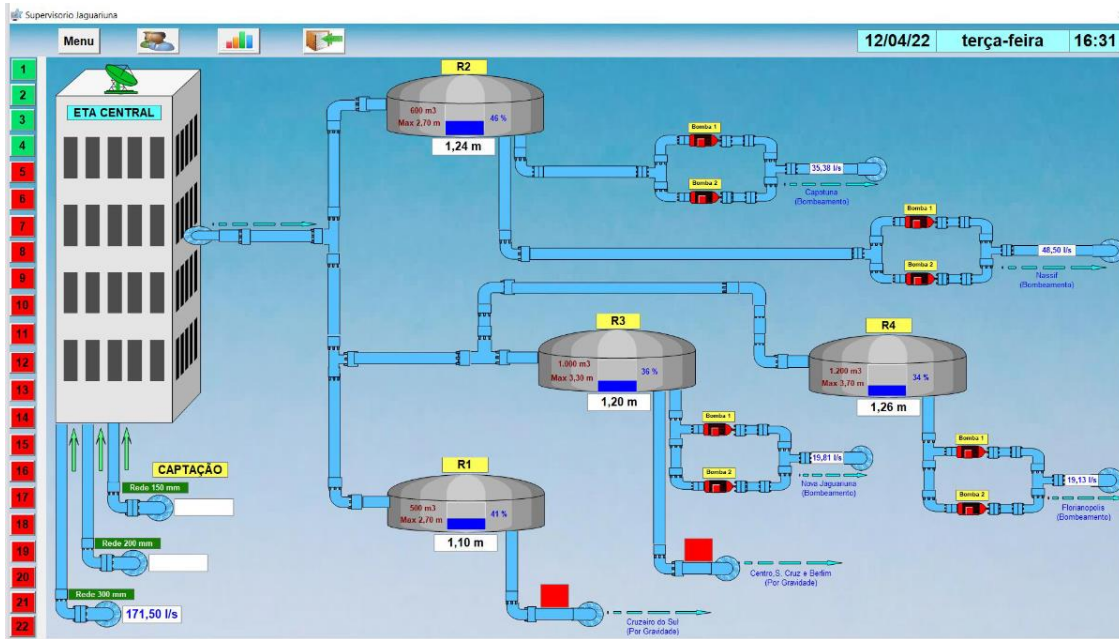 Supervisorio Jaguariuna
Menu
12/04/22
terça-feira
16:31
1
2
3
4
5
6
7
8
9
10
11
12
13
14
15
16
17
18
19
20
21
22
ETA CENTRAL
R2
600 m3
Max 2,70 m
46 %
1,24 m
Bomba 1
Bomba 2
35,38 l/s
Capotuna
(Bombeamento)
Bomba 1
Bomba 2
48,50 l/s
Nassif
(Bombeamento)
R3
1.000 m3
Max 3,30 m
36 %
1,20 m
R4
1.200 m3
Max 3,70 m
34 %
1,26 m
Bomba 1
Bomba 2
19,81 l/s
Nova Jaguariuna
(Bombeamento)
Bomba 1
Bomba 2
19,13 l/s
Florianopolis
(Bombeamento)
CAPTAÇÃO
Rede 150 mm
Rede 200 mm
Rede 300 mm
171,50 l/s
R1
500 m3
Max 2,70 m
41 %
1,10 m
Centro,S. Cruz e Berlim
(Por Gravidade)
Cruzeiro do Sul
(Por Gravidade)